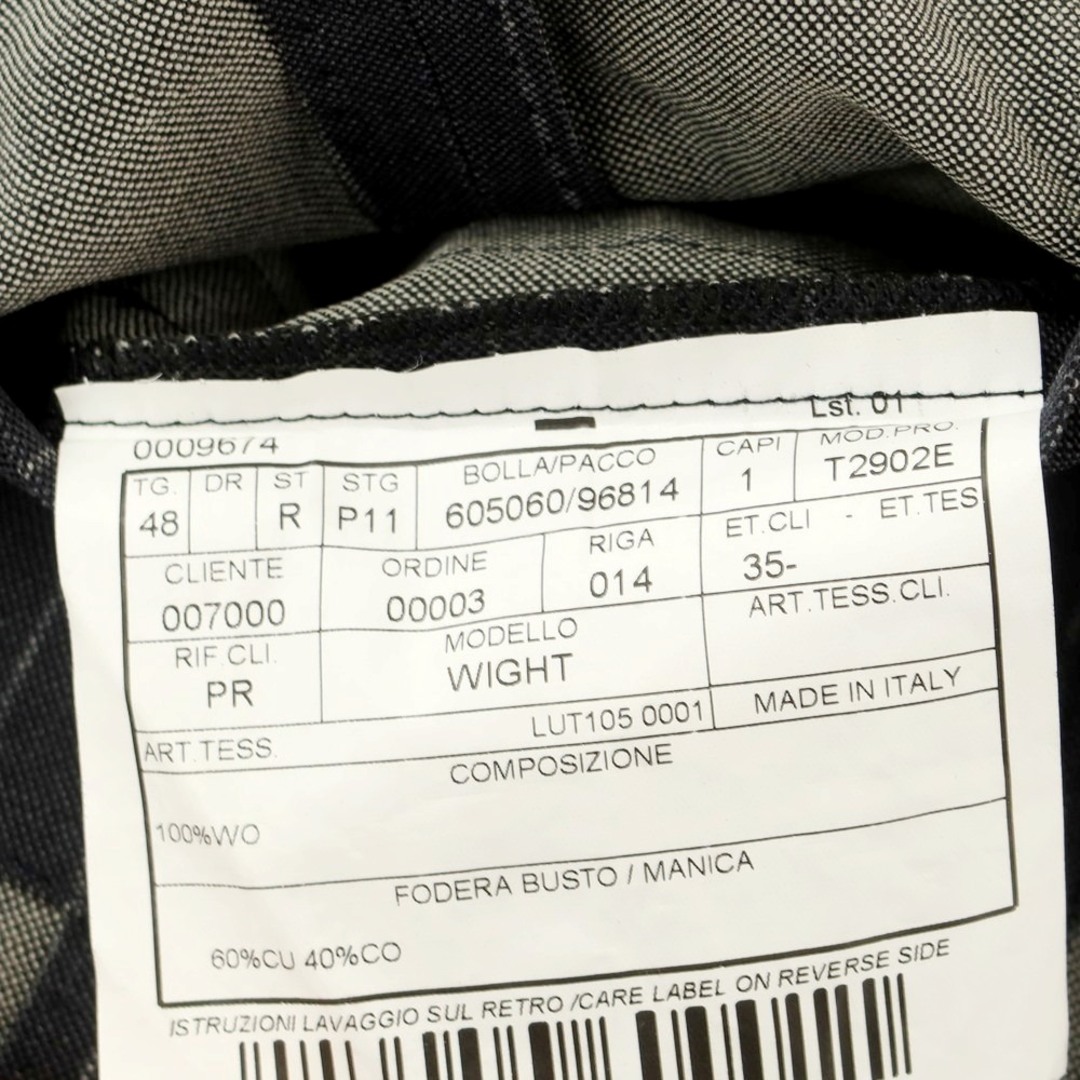 Lst. 01
0009674
TG. DR ST STG BOLLA/PACCO CAPI MOD.PRO.
48 R P11 605060/96814 1 T2902E
CLIENTE ORDINE RIGA ET.CLI - ET.TES
007000 00003 014 35-
RIF.CLI. MODELLO ART.TESS.CLI.
PR WIGHT
ART.TESS. LUT105 0001 MADE IN ITALY
COMPOSIZIONE
100%WO
FODERA BUSTO / MANICA
60%CU 40%CO
ISTRUZIONI LAVAGGIO SUL RETRO /CARE LABEL ON REVERSE SIDE